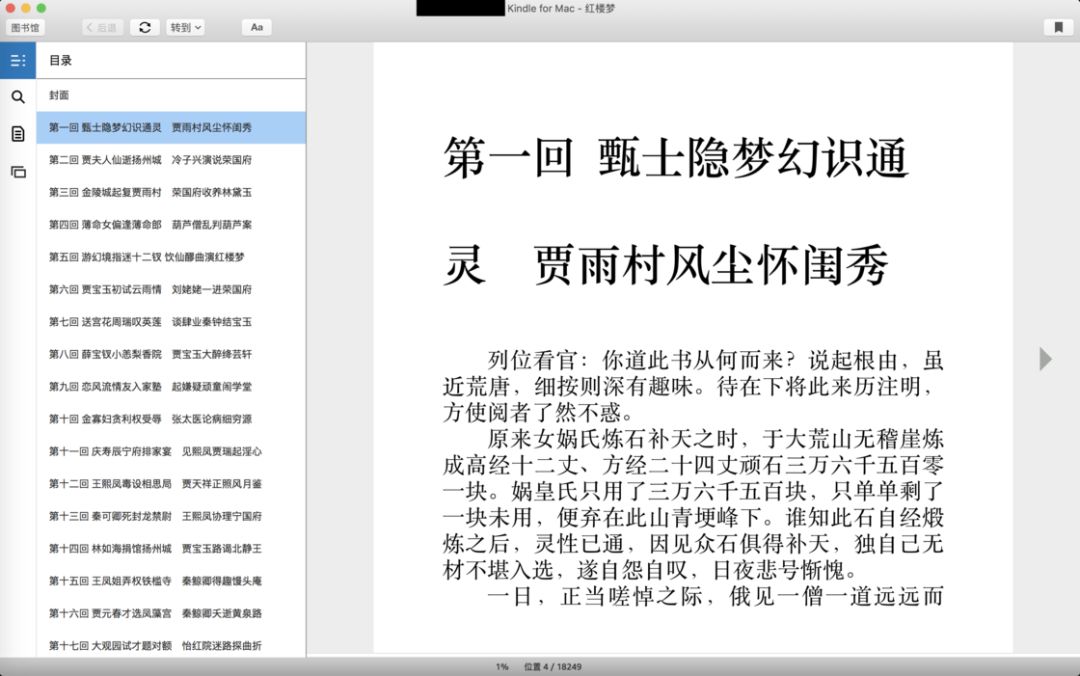 Kindle for Mac - 红楼梦
图书馆
后退
转到
Aa
目录
封面
第一回 甄士隐梦幻识通灵 贾雨村风尘怀闺秀
第二回 贾夫人仙逝扬州城 冷子兴演说荣国府
第三回 金陵城起复贾雨村 荣国府收养林黛玉
第四回 薄命女偏逢薄命郎 葫芦僧乱判葫芦案
第五回 游幻境指迷十二钗 饮仙醪曲演红楼梦
第六回 贾宝玉初试云雨情 刘姥姥一进荣国府
第七回 送宫花周瑞叹英莲 谈肄业秦钟结宝玉
第八回 薛宝钗小恙梨香院 贾宝玉大醉绛芸轩
第九回 恋风流情友入家塾 起嫌疑顽童闹学堂
第十回 金寡妇贪利权受辱 张太医论病细穷源
第十一回 庆寿辰宁府排家宴 见熙凤贾瑞起淫心
第十二回 王熙凤毒设相思局 贾天祥正照风月鉴
第十三回 秦可卿死封龙禁尉 王熙凤协理宁国府
第十四回 林如海捐馆扬州城 贾宝玉路谒北静王
第十五回 王凤姐弄权铁槛寺 秦鲸卿得趣馒头庵
第十六回 贾元春才选凤藻宫 秦鲸卿夭逝黄泉路
第十七回 大观园试才题对额 怡红院迷路探曲折
第一回 甄士隐梦幻识通
灵 贾雨村风尘怀闺秀
列位看官：你道此书从何而来？说起根由，虽
近荒唐，细按则深有趣味。待在下将此来历注明，
方使阅者了然不惑。
原来女娲氏炼石补天之时，于大荒山无稽崖炼
成高经十二丈、方经二十四丈顽石三万六千五百零
一块。娲皇氏只用了三万六千五百块，只单单剩了
一块未用，便弃在此山青埂峰下。谁知此石自经煅
炼之后，灵性已通，因见众石俱得补天，独自己无
材不堪入选，遂自怨自叹，日夜悲号惭愧。
一日，正当嗟悼之际，俄见一僧一道远远而
1% 位置 4 / 18249